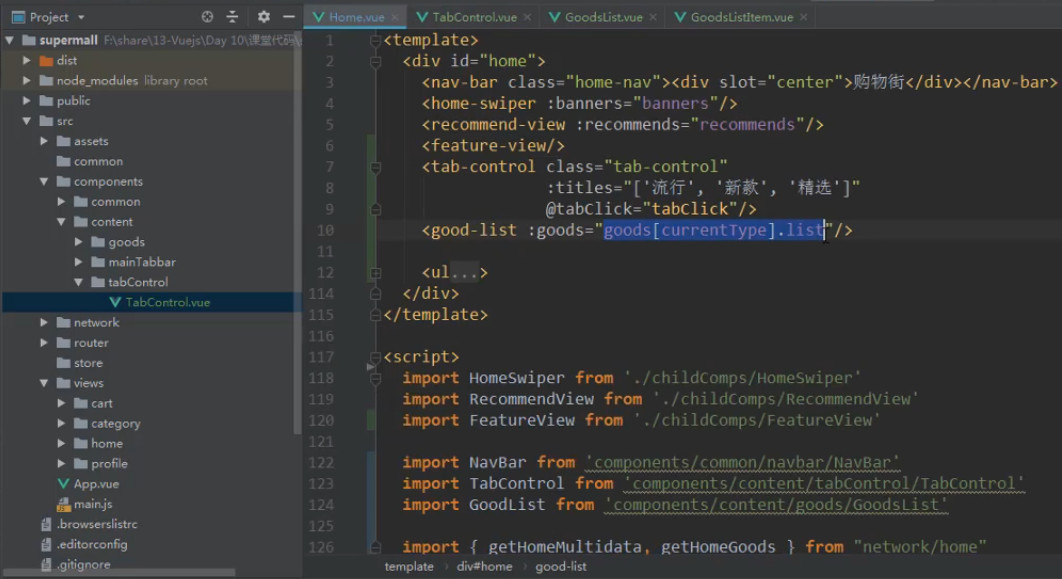 Project
Home.vue
TabControl.vue
GoodsList.vue
GoodsListItem.vue
supermall F:\share\13-Vuejs\Day 10\课堂代码\
dist
node_modules library root
public
src
assets
common
components
common
content
goods
mainTabbar
tabControl
TabControl.vue
network
router
store
views
cart
category
home
profile
App.vue
main.js
.browserslistrc
.editorconfig
.gitignore
1 <template>
2 <div id="home">
3 <nav-bar class="home-nav"><div slot="center">购物街</div></nav-bar>
4 <home-swiper :banners="banners"/>
5 <recommend-view :recommends="recommends"/>
6 <feature-view/>
7 <tab-control class="tab-control"
8 :titles="['流行', '新款', '精选']"
9 @tabClick="tabClick"/>
10 <good-list :goods="goods[currentType].list"/>
11
12 <ul...>
114 </div>
115 </template>
116
117 <script>
118 import HomeSwiper from './childComps/HomeSwiper'
119 import RecommendView from './childComps/RecommendView'
120 import FeatureView from './childComps/FeatureView'
121
122 import NavBar from 'components/common/navbar/NavBar'
123 import TabControl from 'components/content/tabControl/TabControl'
124 import GoodList from 'components/content/goods/GoodsList'
125
126 import { getHomeMultidata, getHomeGoods } from "network/home"
template
div#home
good-list